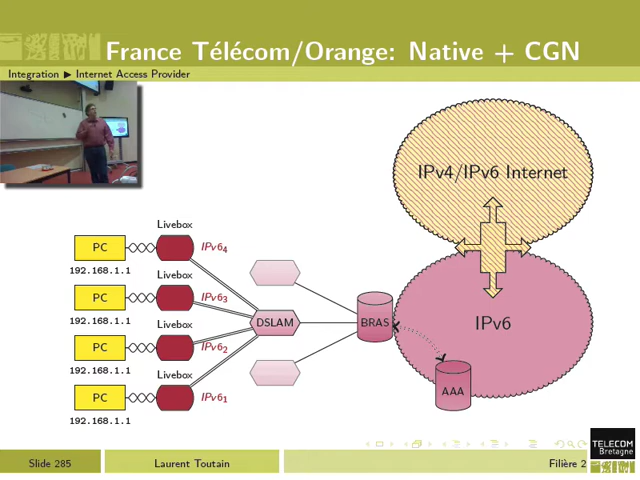 France Télécom/Orange: Native + CGN
Integration ▶ Internet Access Provider
IPv4/IPv6 Internet
Livebox
PC
IPv6₄
192.168.1.1
Livebox
PC
IPv6₃
192.168.1.1
DSLAM
BRAS
IPv6
Livebox
PC
IPv6₂
192.168.1.1
Livebox
PC
IPv6₁
192.168.1.1
AAA
TELECOM
Bretagne
Slide 285
Laurent Toutain
Filière 2